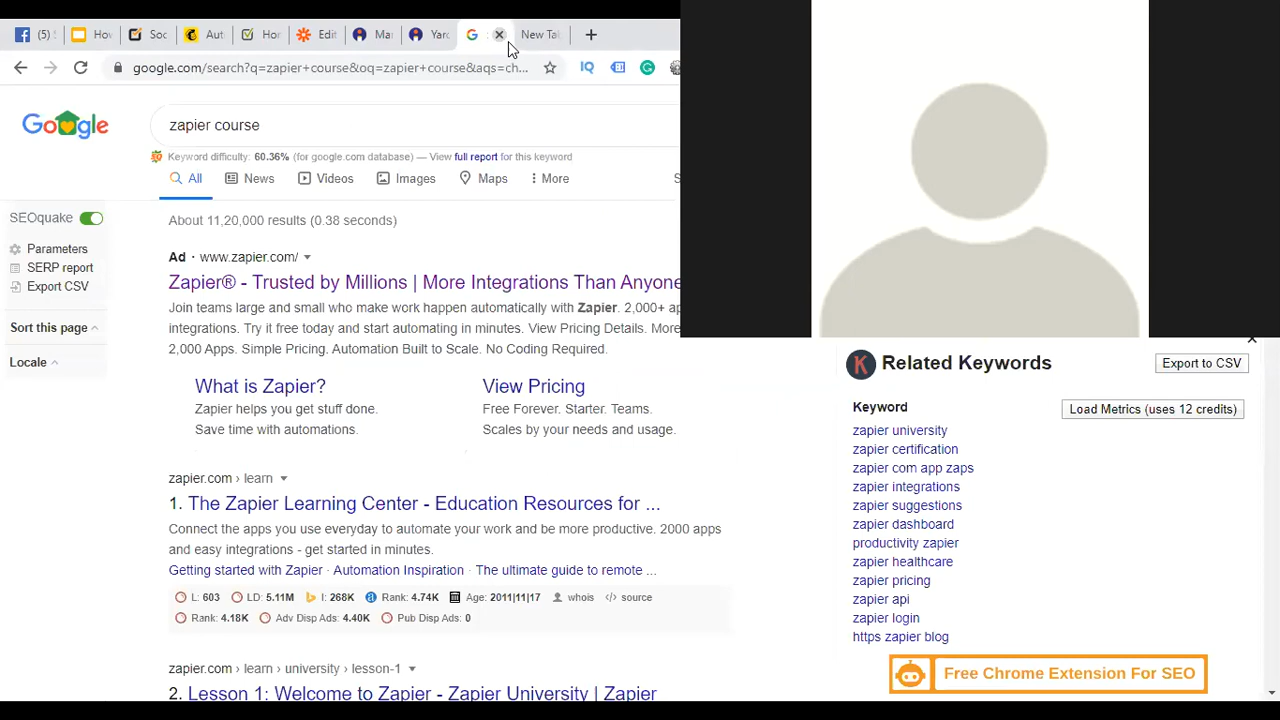 (5)
How
Soc
Aut
Hor
Edit
Mai
Yard
G
New Tab
google.com/search?q=zapier+course&oq=zapier+course&aqs=ch...
IQ
Google
zapier course
Keyword difficulty: 60.36% (for google.com database) — View full report for this keyword
All
News
Videos
Images
Maps
More
S
SEOquake
Parameters
SERP report
Export CSV
Sort this page
Locale
About 11,20,000 results (0.38 seconds)
Ad · www.zapier.com/
Zapier® - Trusted by Millions | More Integrations Than Anyone
Join teams large and small who make work happen automatically with Zapier. 2,000+ ap
integrations. Try it free today and start automating in minutes. View Pricing Details. More
2,000 Apps. Simple Pricing. Automation Built to Scale. No Coding Required.
What is Zapier?
Zapier helps you get stuff done.
Save time with automations.
View Pricing
Free Forever. Starter. Teams.
Scales by your needs and usage.
zapier.com › learn
1. The Zapier Learning Center - Education Resources for ...
Connect the apps you use everyday to automate your work and be more productive. 2000 apps
and easy integrations - get started in minutes.
Getting started with Zapier · Automation Inspiration · The ultimate guide to remote ...
L: 603 LD: 5.11M I: 268K Rank: 4.74K Age: 2011|11|17 whois source
Rank: 4.18K Adv Disp Ads: 4.40K Pub Disp Ads: 0
zapier.com › learn › university › lesson-1
2. Lesson 1: Welcome to Zapier - Zapier University | Zapier
K Related Keywords
Export to CSV
Keyword
Load Metrics (uses 12 credits)
zapier university
zapier certification
zapier com app zaps
zapier integrations
zapier suggestions
zapier dashboard
productivity zapier
zapier healthcare
zapier pricing
zapier api
zapier login
https zapier blog
Free Chrome Extension For SEO